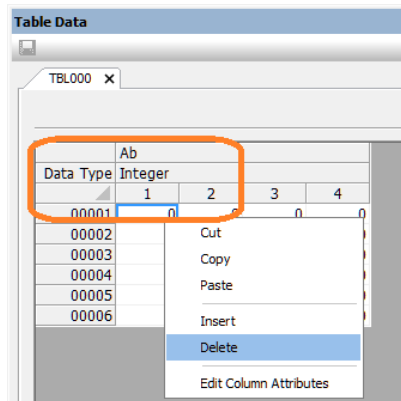 Table Data
TBL000 X
Ab
Data Type Integer
1 2 3 4
00001 0 0 0 0
00002
00003
00004
00005
00006
Cut
Copy
Paste
Insert
Delete
Edit Column Attributes